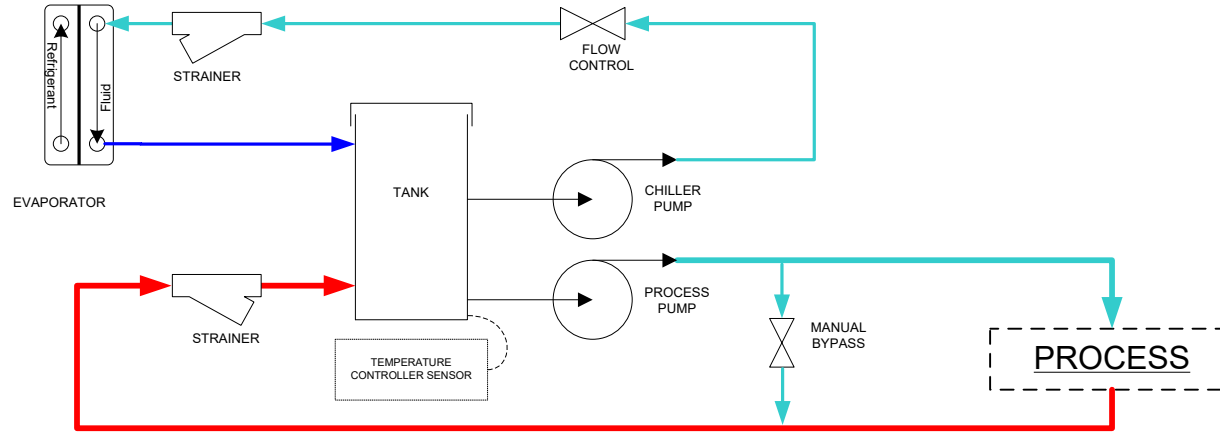 Refrigerant
Fluid
STRAINER
FLOW
CONTROL
EVAPORATOR
TANK
CHILLER
PUMP
PROCESS
PUMP
STRAINER
MANUAL
BYPASS
TEMPERATURE
CONTROLLER SENSOR
PROCESS